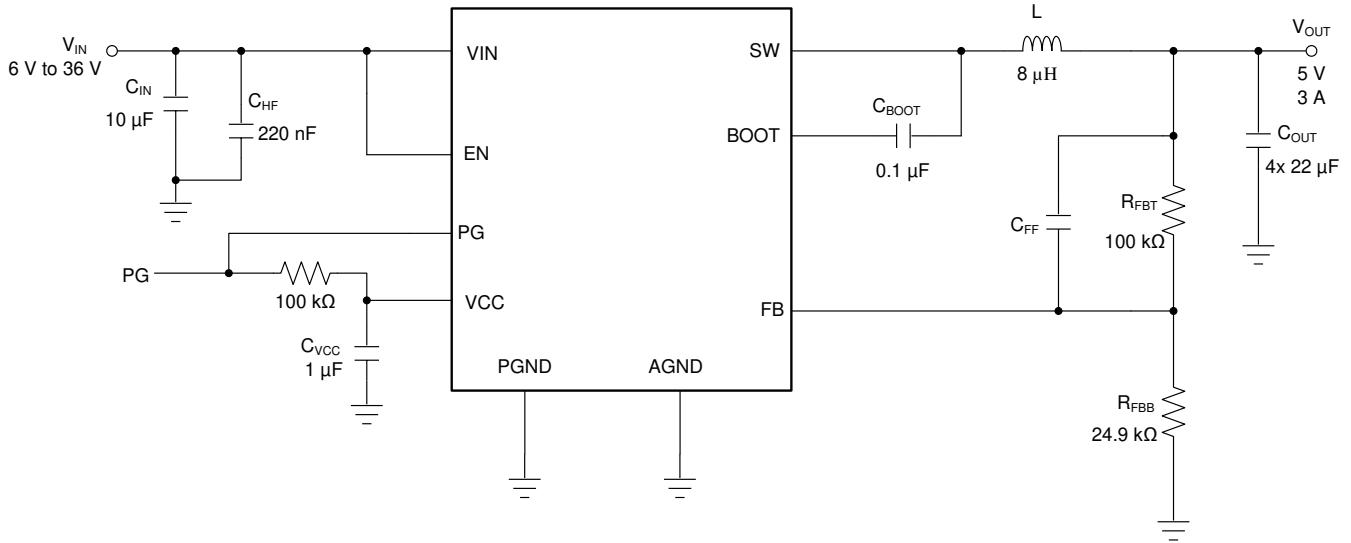 V_IN
6 V to 36 V
C_IN
10 µF
C_HF
220 nF
VIN
EN
PG
PG
100 kΩ
VCC
C_VCC
1 µF
PGND
AGND
SW
BOOT
FB
L
8 µH
C_BOOT
0.1 µF
V_OUT
5 V
3 A
C_OUT
4x 22 µF
C_FF
R_FBT
100 kΩ
R_FBB
24.9 kΩ